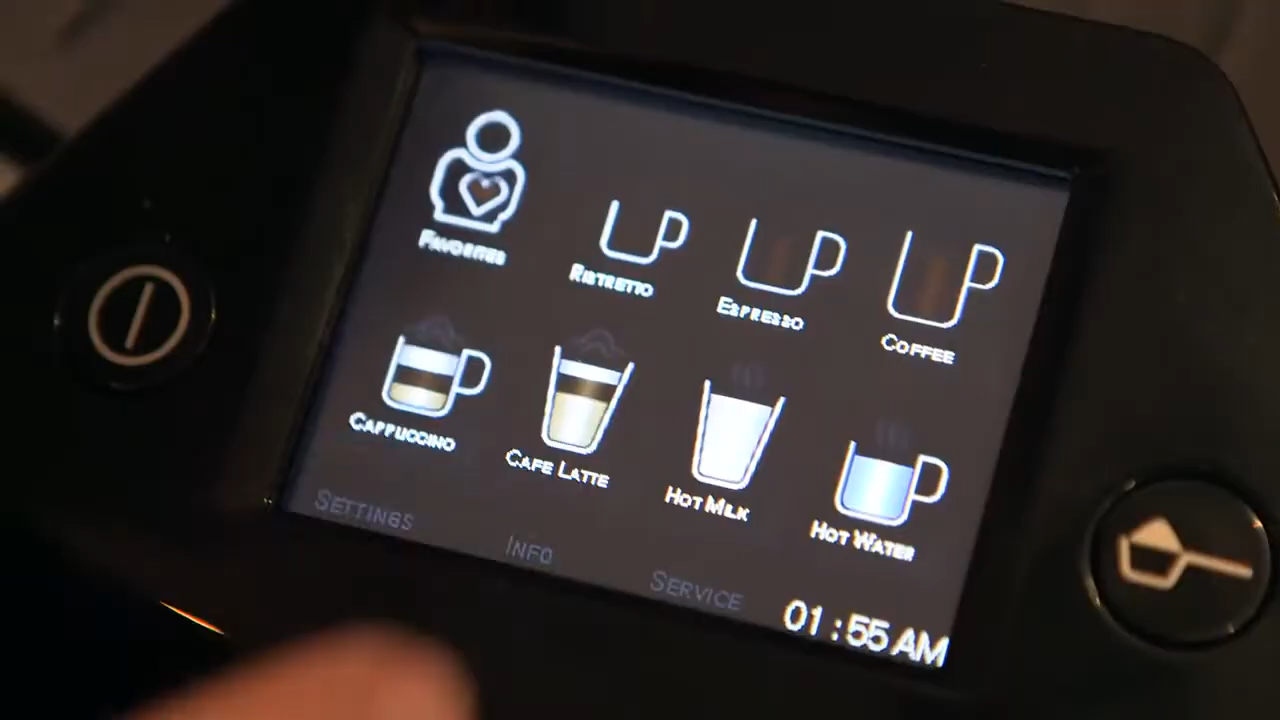 FAVORITES
RISTRETTO
ESPRESSO
COFFEE
CAPPUCCINO
CAFE LATTE
HOT MILK
HOT WATER
SETTINGS
INFO
SERVICE
01:55 AM